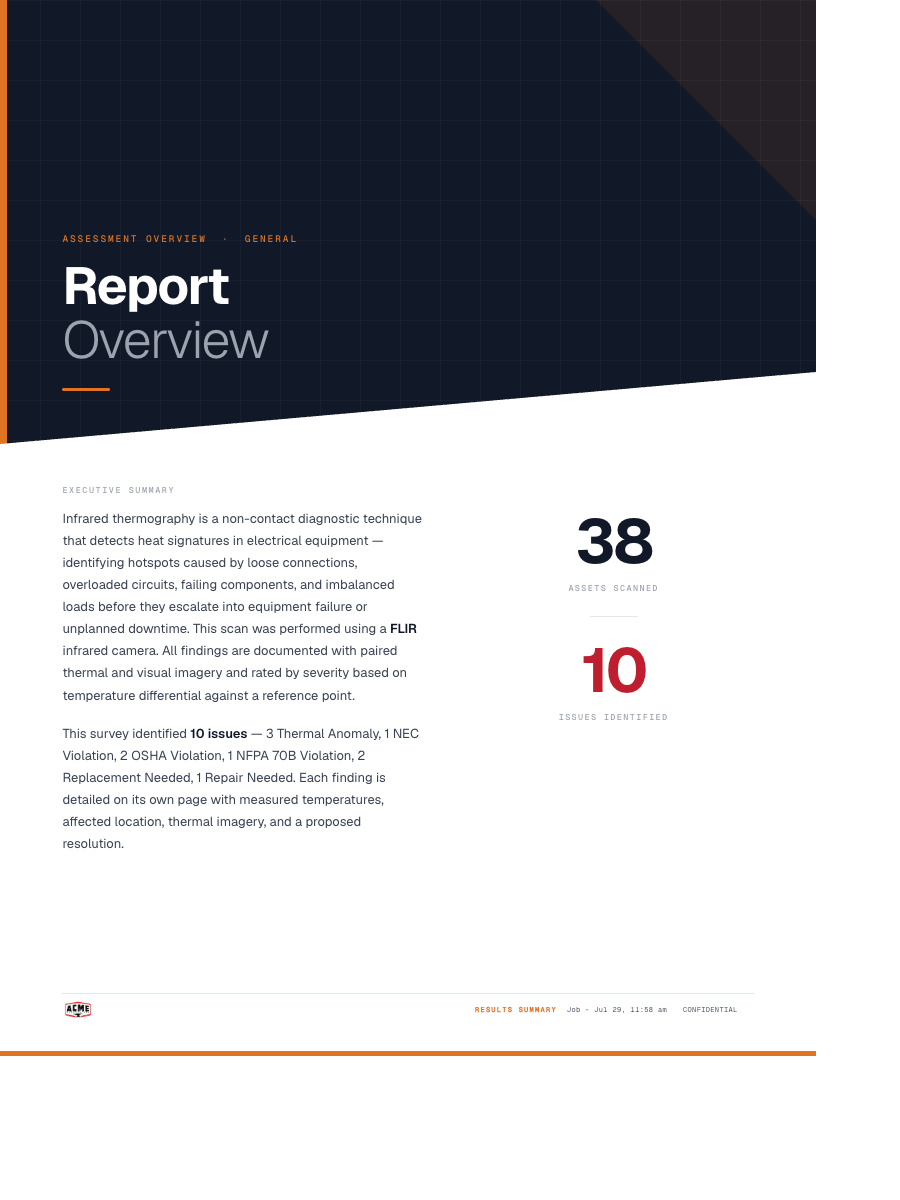 ASSESSMENT OVERVIEW · GENERAL
Report
Overview
EXECUTIVE SUMMARY
Infrared thermography is a non-contact diagnostic technique
that detects heat signatures in electrical equipment —
identifying hotspots caused by loose connections,
overloaded circuits, failing components, and imbalanced
loads before they escalate into equipment failure or
unplanned downtime. This scan was performed using a FLIR
infrared camera. All findings are documented with paired
thermal and visual imagery and rated by severity based on
temperature differential against a reference point.
This survey identified 10 issues — 3 Thermal Anomaly, 1 NEC
Violation, 2 OSHA Violation, 1 NFPA 70B Violation, 2
Replacement Needed, 1 Repair Needed. Each finding is
detailed on its own page with measured temperatures,
affected location, thermal imagery, and a proposed
resolution.
38
ASSETS SCANNED
10
ISSUES IDENTIFIED
ACME
RESULTS SUMMARY Job - Jul 29, 11:58 am CONFIDENTIAL